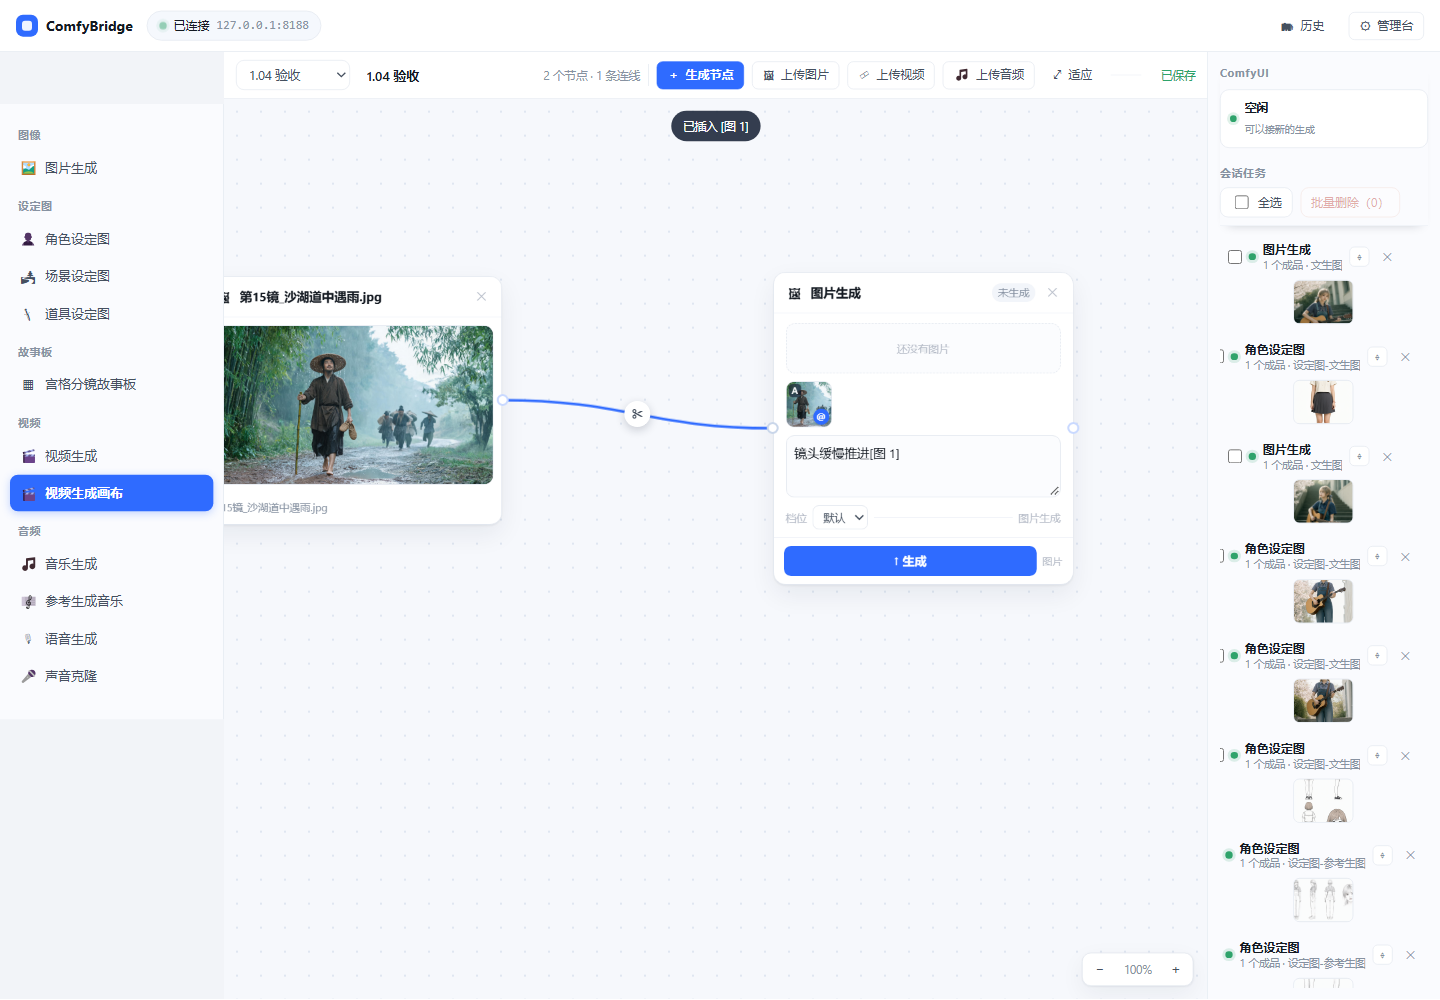 ComfyBridge
已连接 127.0.0.1:8188
历史
管理台
1.04 验收
1.04 验收
2 个节点 · 1 条连线
+ 生成节点
上传图片
上传视频
上传音频
适应
已保存
已插入 [图 1]
图像
图片生成
设定图
角色设定图
场景设定图
道具设定图
故事板
宫格分镜故事板
视频
视频生成
视频生成画布
音频
音乐生成
参考生成音乐
语音生成
声音克隆
第15镜_沙湖道中遇雨.jpg
15镜_沙湖道中遇雨.jpg
图片生成
未生成
还没有图片
A
@
镜头缓慢推进[图 1]
档位
默认
图片生成
↑ 生成
图片
− 100% +
ComfyUI
空闲
可以接新的生成
会话任务
全选
批量删除（0）
图片生成
1 个成品 · 文生图
角色设定图
1 个成品 · 设定图-文生图
图片生成
1 个成品 · 文生图
角色设定图
1 个成品 · 设定图-文生图
角色设定图
1 个成品 · 设定图-文生图
角色设定图
1 个成品 · 设定图-文生图
角色设定图
1 个成品 · 设定图-参考生图
角色设定图
1 个成品 · 设定图-参考生图